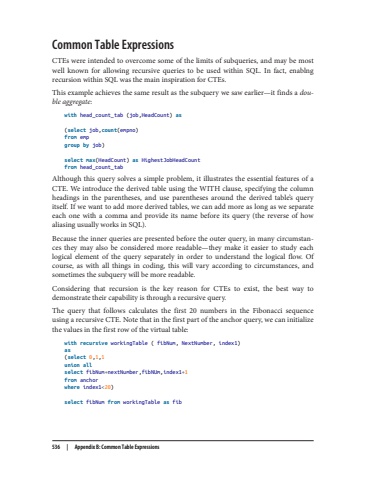 Common Table Expressions
CTEs were intended to overcome some of the limits of subqueries, and may be most
well known for allowing recursive queries to be used within SQL. In fact, enabling
recursion within SQL was the main inspiration for CTEs.
This example achieves the same result as the subquery we saw earlier—it finds a dou-
ble aggregate:
with head_count_tab (job,HeadCount) as
(select job,count(empno)
from emp
group by job)
select max(HeadCount) as HighestJobHeadCount
from head_count_tab
Although this query solves a simple problem, it illustrates the essential features of a
CTE. We introduce the derived table using the WITH clause, specifying the column
headings in the parentheses, and use parentheses around the derived table's query
itself. If we want to add more derived tables, we can add more as long as we separate
each one with a comma and provide its name before its query (the reverse of how
aliasing usually works in SQL).
Because the inner queries are presented before the outer query, in many circumstan-
ces they may also be considered more readable—they make it easier to study each
logical element of the query separately in order to understand the logical flow. Of
course, as with all things in coding, this will vary according to circumstances, and
sometimes the subquery will be more readable.
Considering that recursion is the key reason for CTEs to exist, the best way to
demonstrate their capability is through a recursive query.
The query that follows calculates the first 20 numbers in the Fibonacci sequence
using a recursive CTE. Note that in the first part of the anchor query, we can initialize
the values in the first row of the virtual table:
with recursive workingTable ( fibNum, NextNumber, index1)
as
(select 0,1,1
union all
select fibNum+nextNumber,fibNUm,index1+1
from anchor
where index1<20)
select fibNum from workingTable as fib
536 | Appendix B: Common Table Expressions